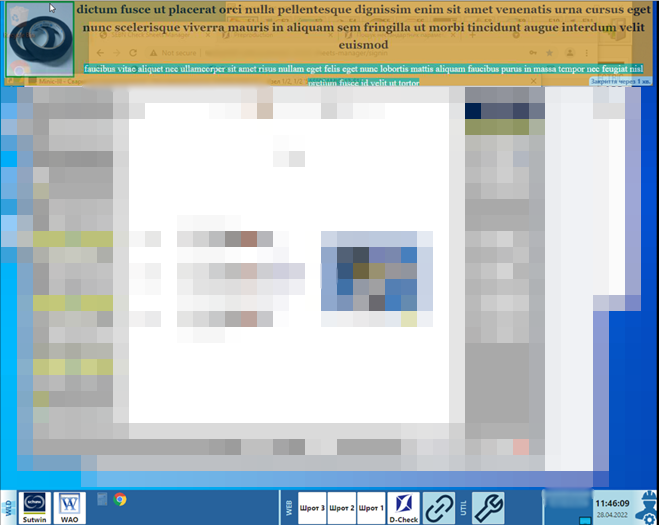 dictum fusce ut placerat orci nulla pellentesque dignissim enim sit amet venenatis urna cursus eget
nunc scelerisque viverra mauris in aliquam sem fringilla ut morbi tincidunt augue interdum velit
euismod
Not secure
faucibus vitae aliquet nec ullamcorper sit amet risus nullam eget felis eget nunc lobortis mattis aliquam faucibus purus in massa tempor nec feugiat nisl
pretium fusce id velit ut tortor
Закрити через 1 хв.
WLD
Sutwin
WAO
WEB
Шрот 3
Шрот 2
Шрот 1
D-Check
UTIL
11:46:09
28.04.2022